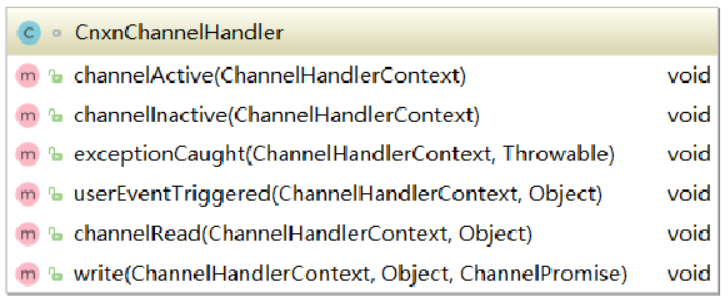 C CnxnChannelHandler
m channelActive(ChannelHandlerContext) void
m channelInactive(ChannelHandlerContext) void
m exceptionCaught(ChannelHandlerContext, Throwable) void
m userEventTriggered(ChannelHandlerContext, Object) void
m channelRead(ChannelHandlerContext, Object) void
m write(ChannelHandlerContext, Object, ChannelPromise) void